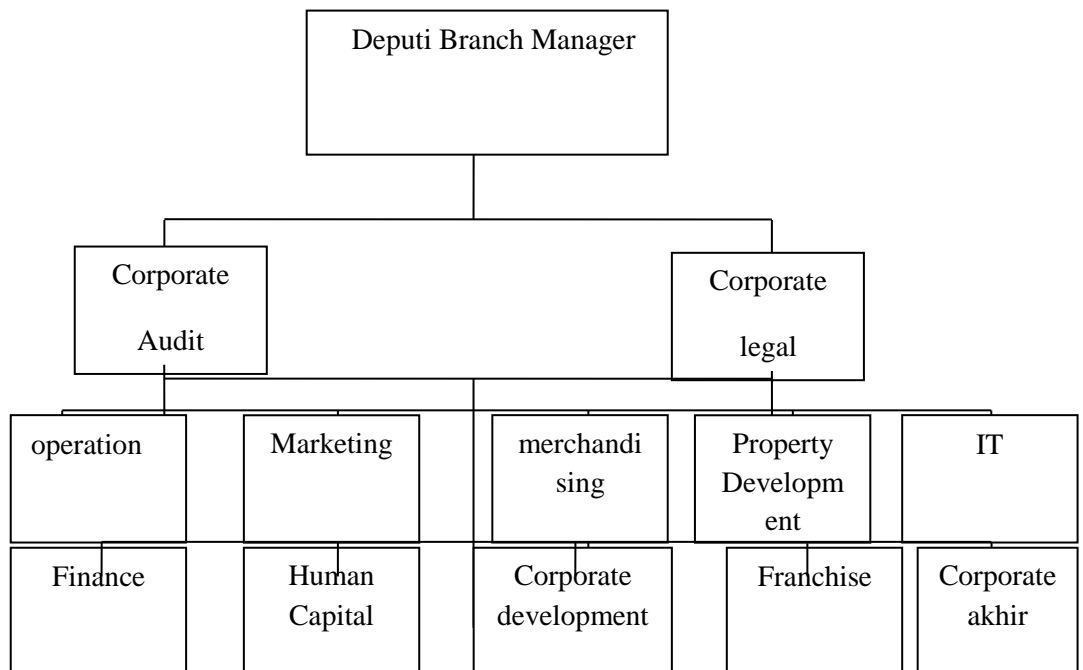 Deputi Branch Manager
Corporate
Audit
Corporate
legal
operation
Marketing
merchandi
sing
Property
Developm
ent
IT
Finance
Human
Capital
Corporate
development
Franchise
Corporate
akhir